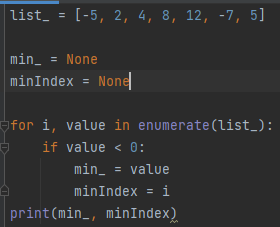 list_ = [-5, 2, 4, 8, 12, -7, 5]
min_ = None
minIndex = None
for i, value in enumerate(list_):
    if value < 0:
        min_ = value
        minIndex = i
print(min_, minIndex)